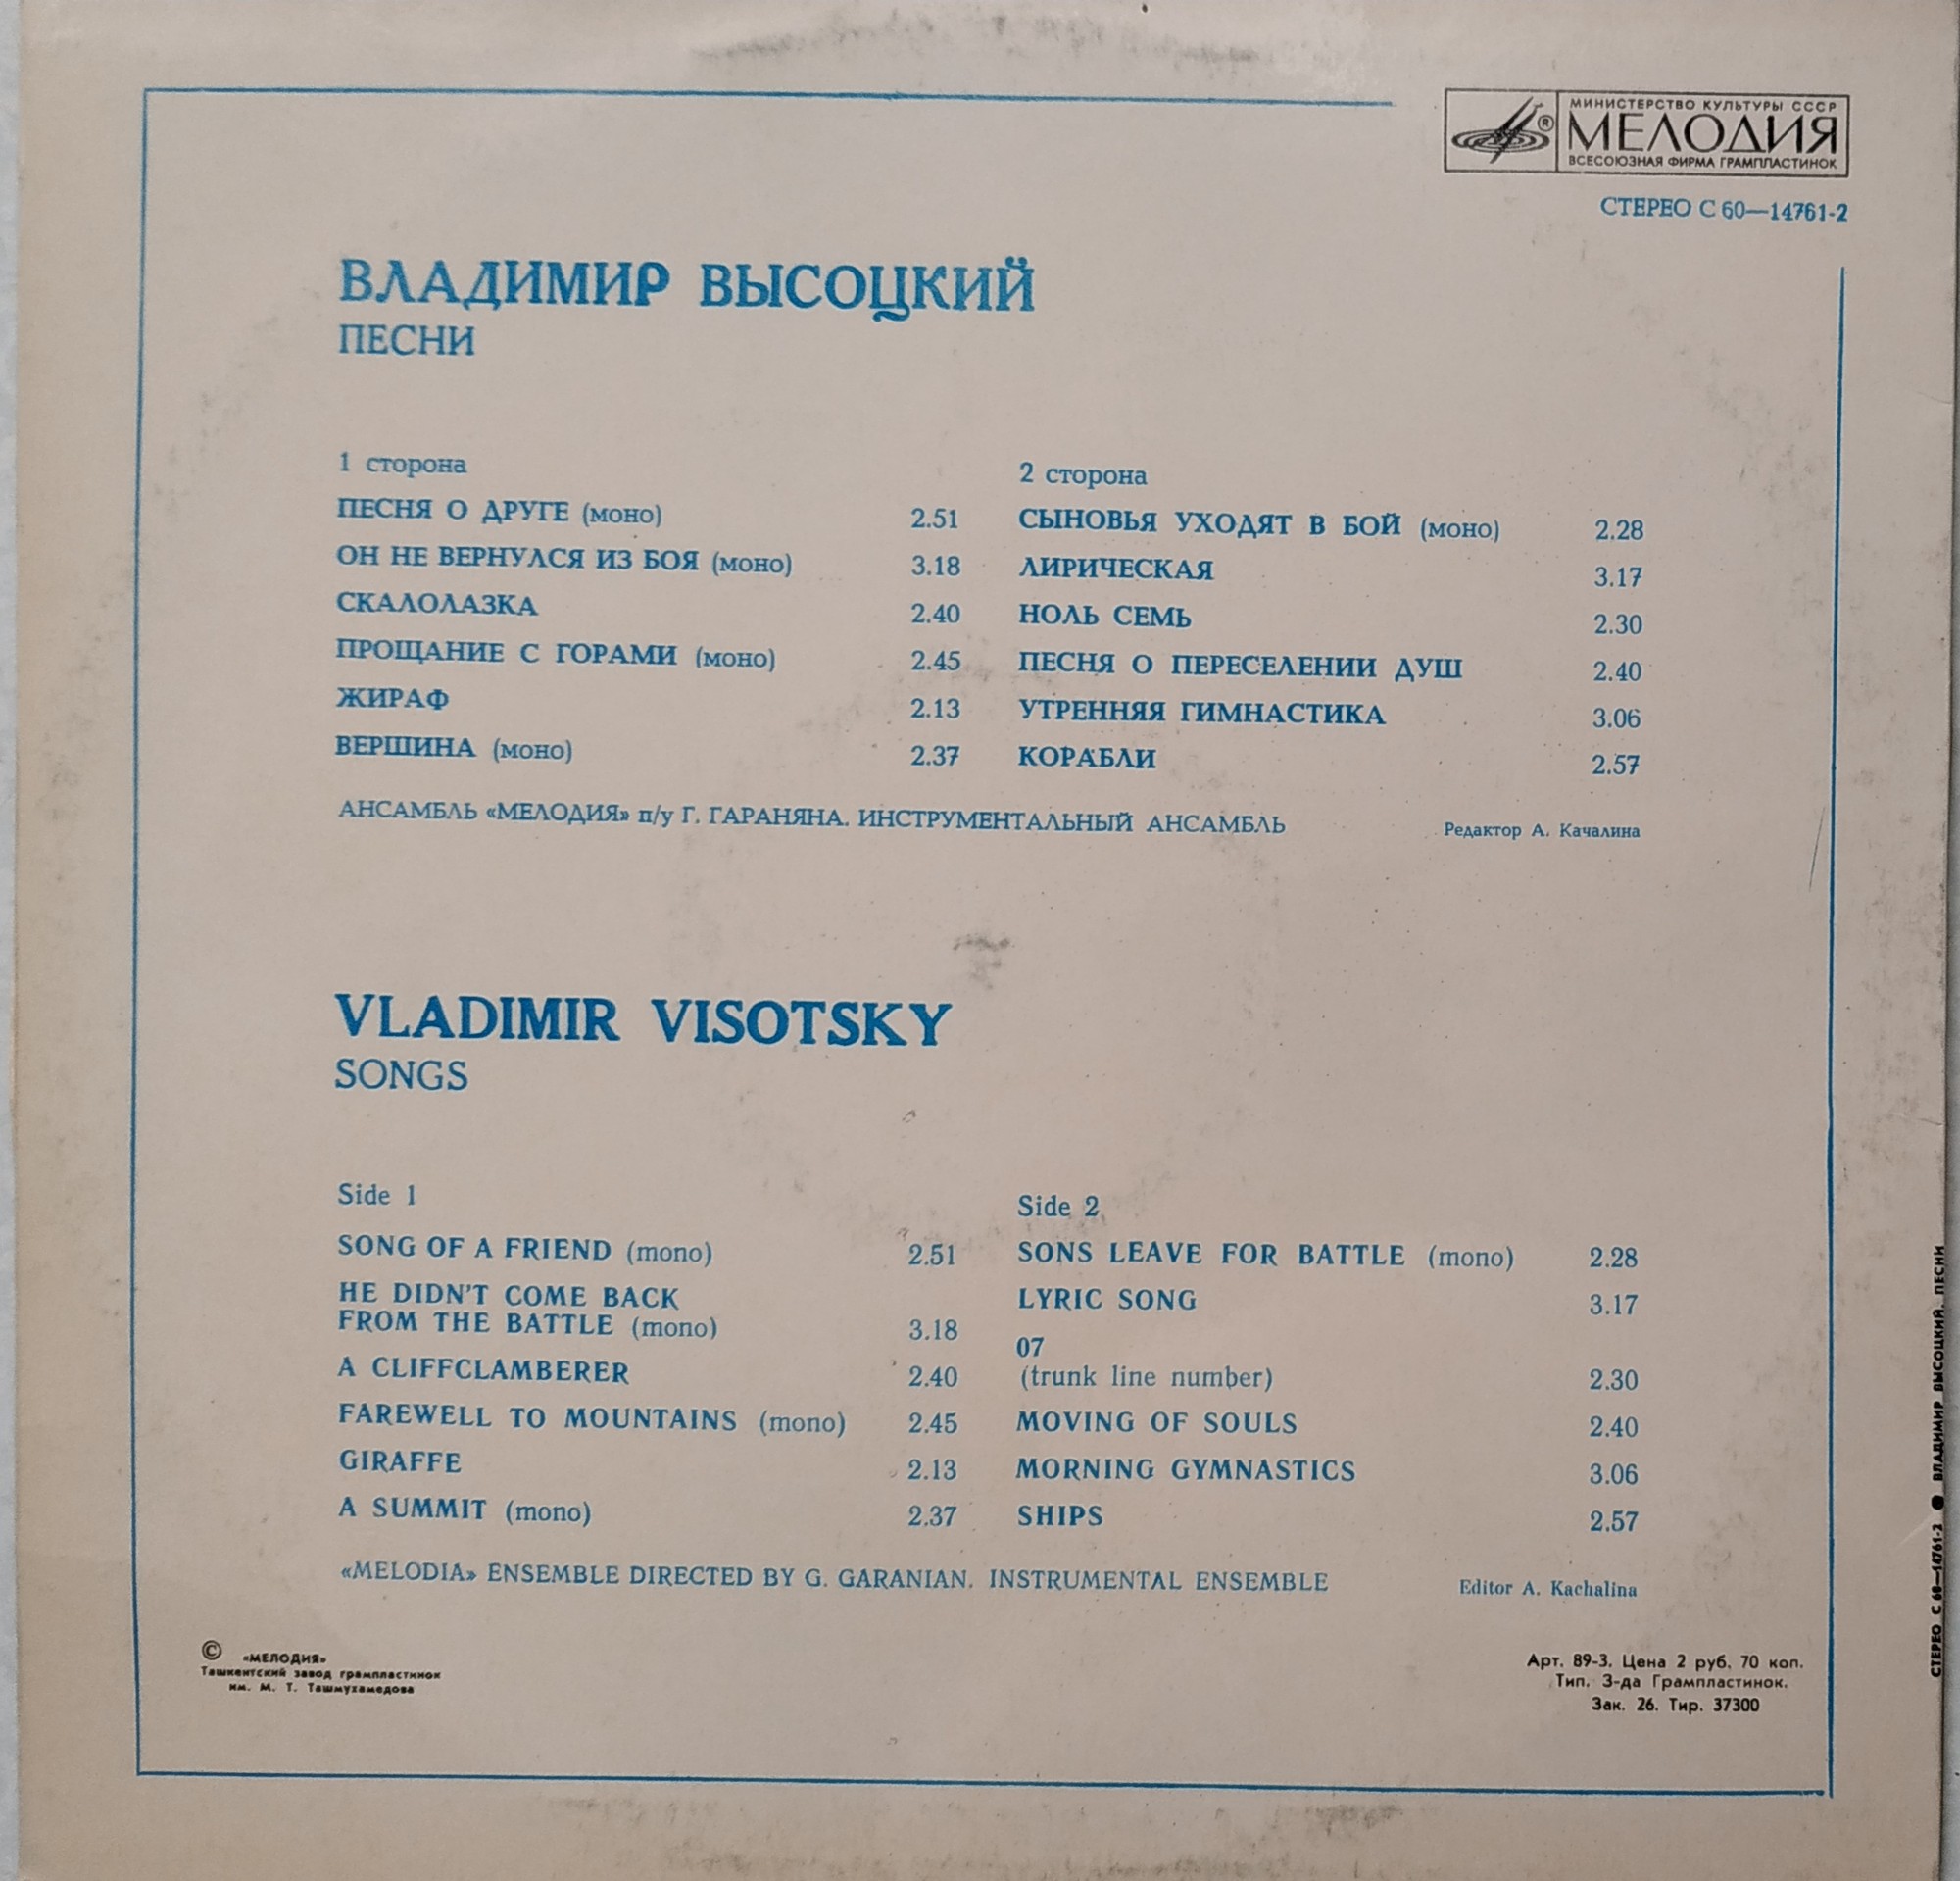 МИНИСТЕРСТВО КУЛЬТУРЫ СССР
МЕЛОДИЯ
ВСЕСОЮЗНАЯ ФИРМА ГРАМПЛАСТИНОК
®
СТЕРЕО С 60—14761-2
ВЛАДИМИР ВЫСОЦКИЙ
ПЕСНИ
1 сторона
ПЕСНЯ О ДРУГЕ (моно) 2.51
ОН НЕ ВЕРНУЛСЯ ИЗ БОЯ (моно) 3.18
СКАЛОЛАЗКА 2.40
ПРОЩАНИЕ С ГОРАМИ (моно) 2.45
ЖИРАФ 2.13
ВЕРШИНА (моно) 2.37
2 сторона
СЫНОВЬЯ УХОДЯТ В БОЙ (моно) 2.28
ЛИРИЧЕСКАЯ 3.17
НОЛЬ СЕМЬ 2.30
ПЕСНЯ О ПЕРЕСЕЛЕНИИ ДУШ 2.40
УТРЕННЯЯ ГИМНАСТИКА 3.06
КОРАБЛИ 2.57
АНСАМБЛЬ «МЕЛОДИЯ» п/у Г. ГАРАНЯНА. ИНСТРУМЕНТАЛЬНЫЙ АНСАМБЛЬ
Редактор А. Качалина
VLADIMIR VISOTSKY
SONGS
Side 1
SONG OF A FRIEND (mono) 2.51
HE DIDN'T COME BACK
FROM THE BATTLE (mono) 3.18
A CLIFFCLAMBERER 2.40
FAREWELL TO MOUNTAINS (mono) 2.45
GIRAFFE 2.13
A SUMMIT (mono) 2.37
Side 2
SONS LEAVE FOR BATTLE (mono) 2.28
LYRIC SONG 3.17
07
(trunk line number) 2.30
MOVING OF SOULS 2.40
MORNING GYMNASTICS 3.06
SHIPS 2.57
«MELODIA» ENSEMBLE DIRECTED BY G. GARANIAN. INSTRUMENTAL ENSEMBLE
Editor A. Kachalina
© «МЕЛОДИЯ»
Ташкентский завод грампластинок
им. М. Т. Ташмухамедова
Арт. 89-3. Цена 2 руб. 70 коп.
Тип. З-да Грампластинок.
Зак. 26. Тир. 37300
СТЕРЕО С 60—14761-2 ● ВЛАДИМИР ВЫСОЦКИЙ. ПЕСНИ